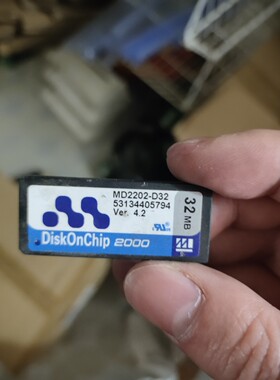 MD2202-D32
53134405794
Ver. 4.2
32 MB
DiskOnChip 2000